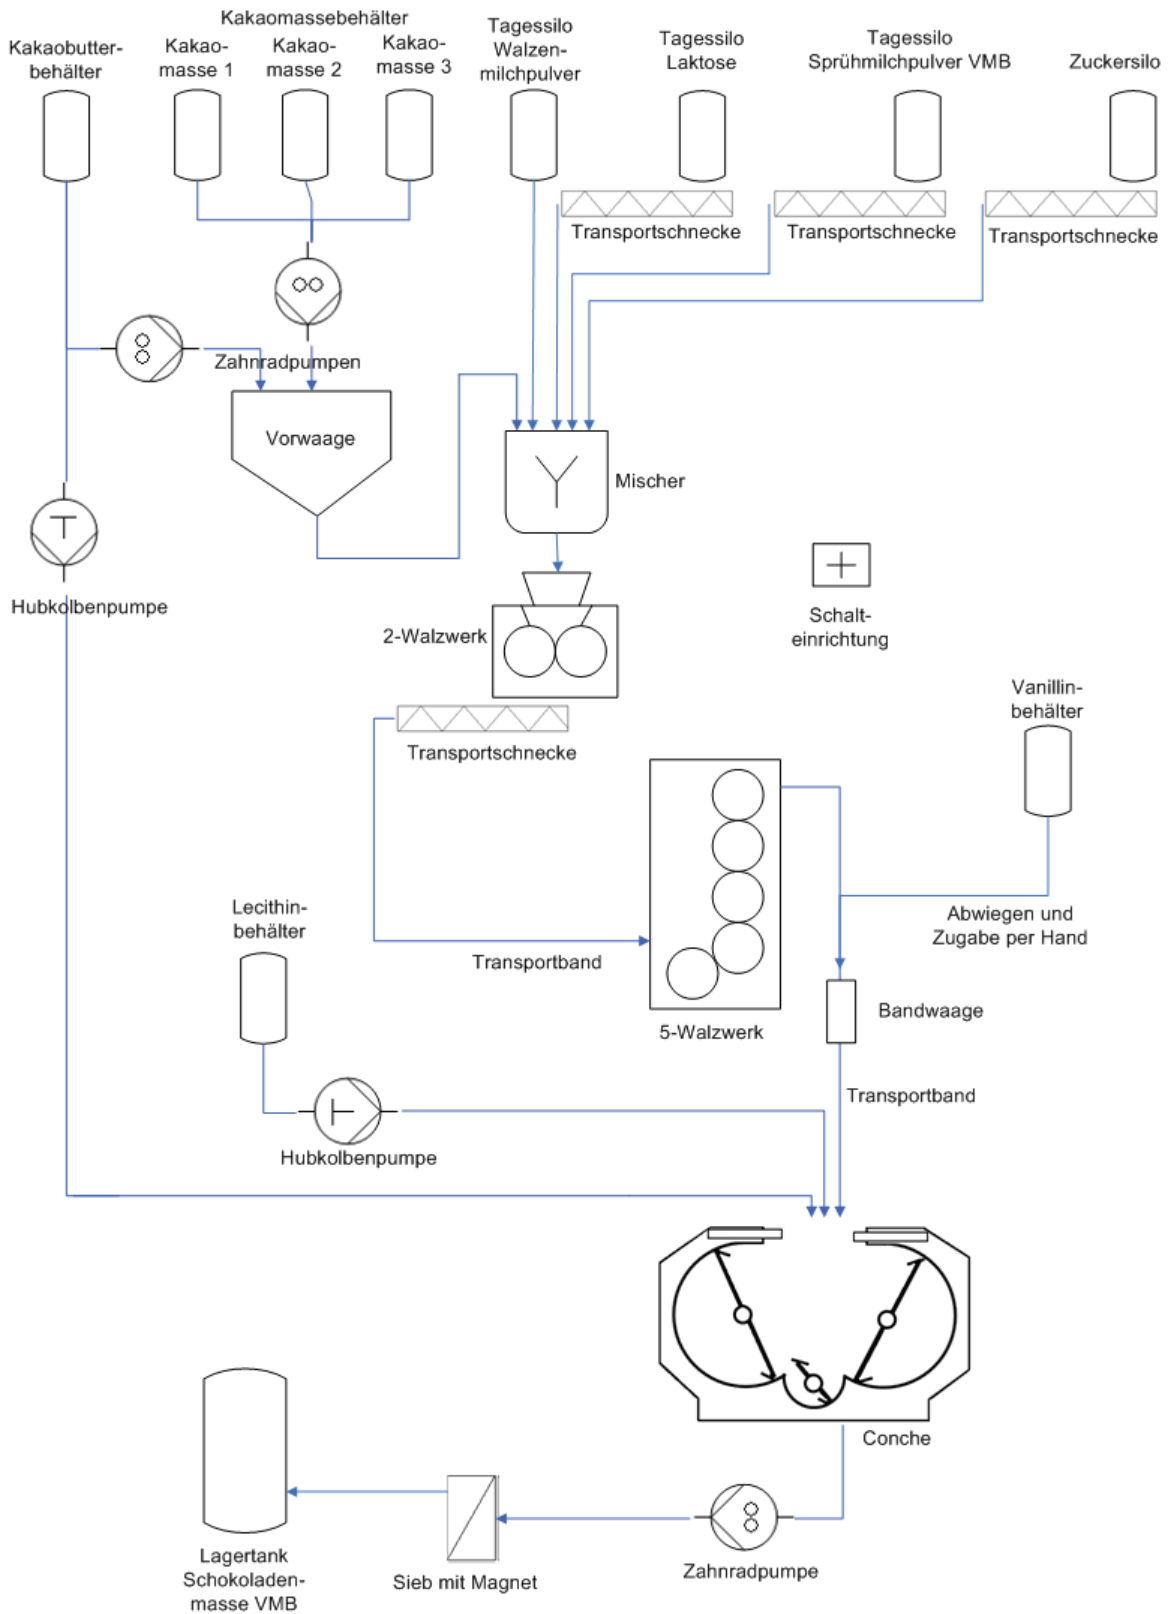 Kakaomassebehälter
Kakaobutter-
behälter
Kakao-
masse 1
Kakao-
masse 2
Kakao-
masse 3
Tagessilo
Walzen-
milchpulver
Tagessilo
Laktose
Tagessilo
Sprühmilchpulver VMB
Zuckersilo
Transportschnecke
Transportschnecke
Transportschnecke
Zahnradpumpen
Vorwaage
Mischer
Hubkolbenpumpe
2-Walzwerk
Schalt-
einrichtung
Vanillin-
behälter
Transportschnecke
Lecithin-
behälter
Abwiegen und
Zugabe per Hand
Transportband
5-Walzwerk
Bandwaage
Transportband
Hubkolbenpumpe
Conche
Zahnradpumpe
Sieb mit Magnet
Lagertank
Schokoladen-
masse VMB